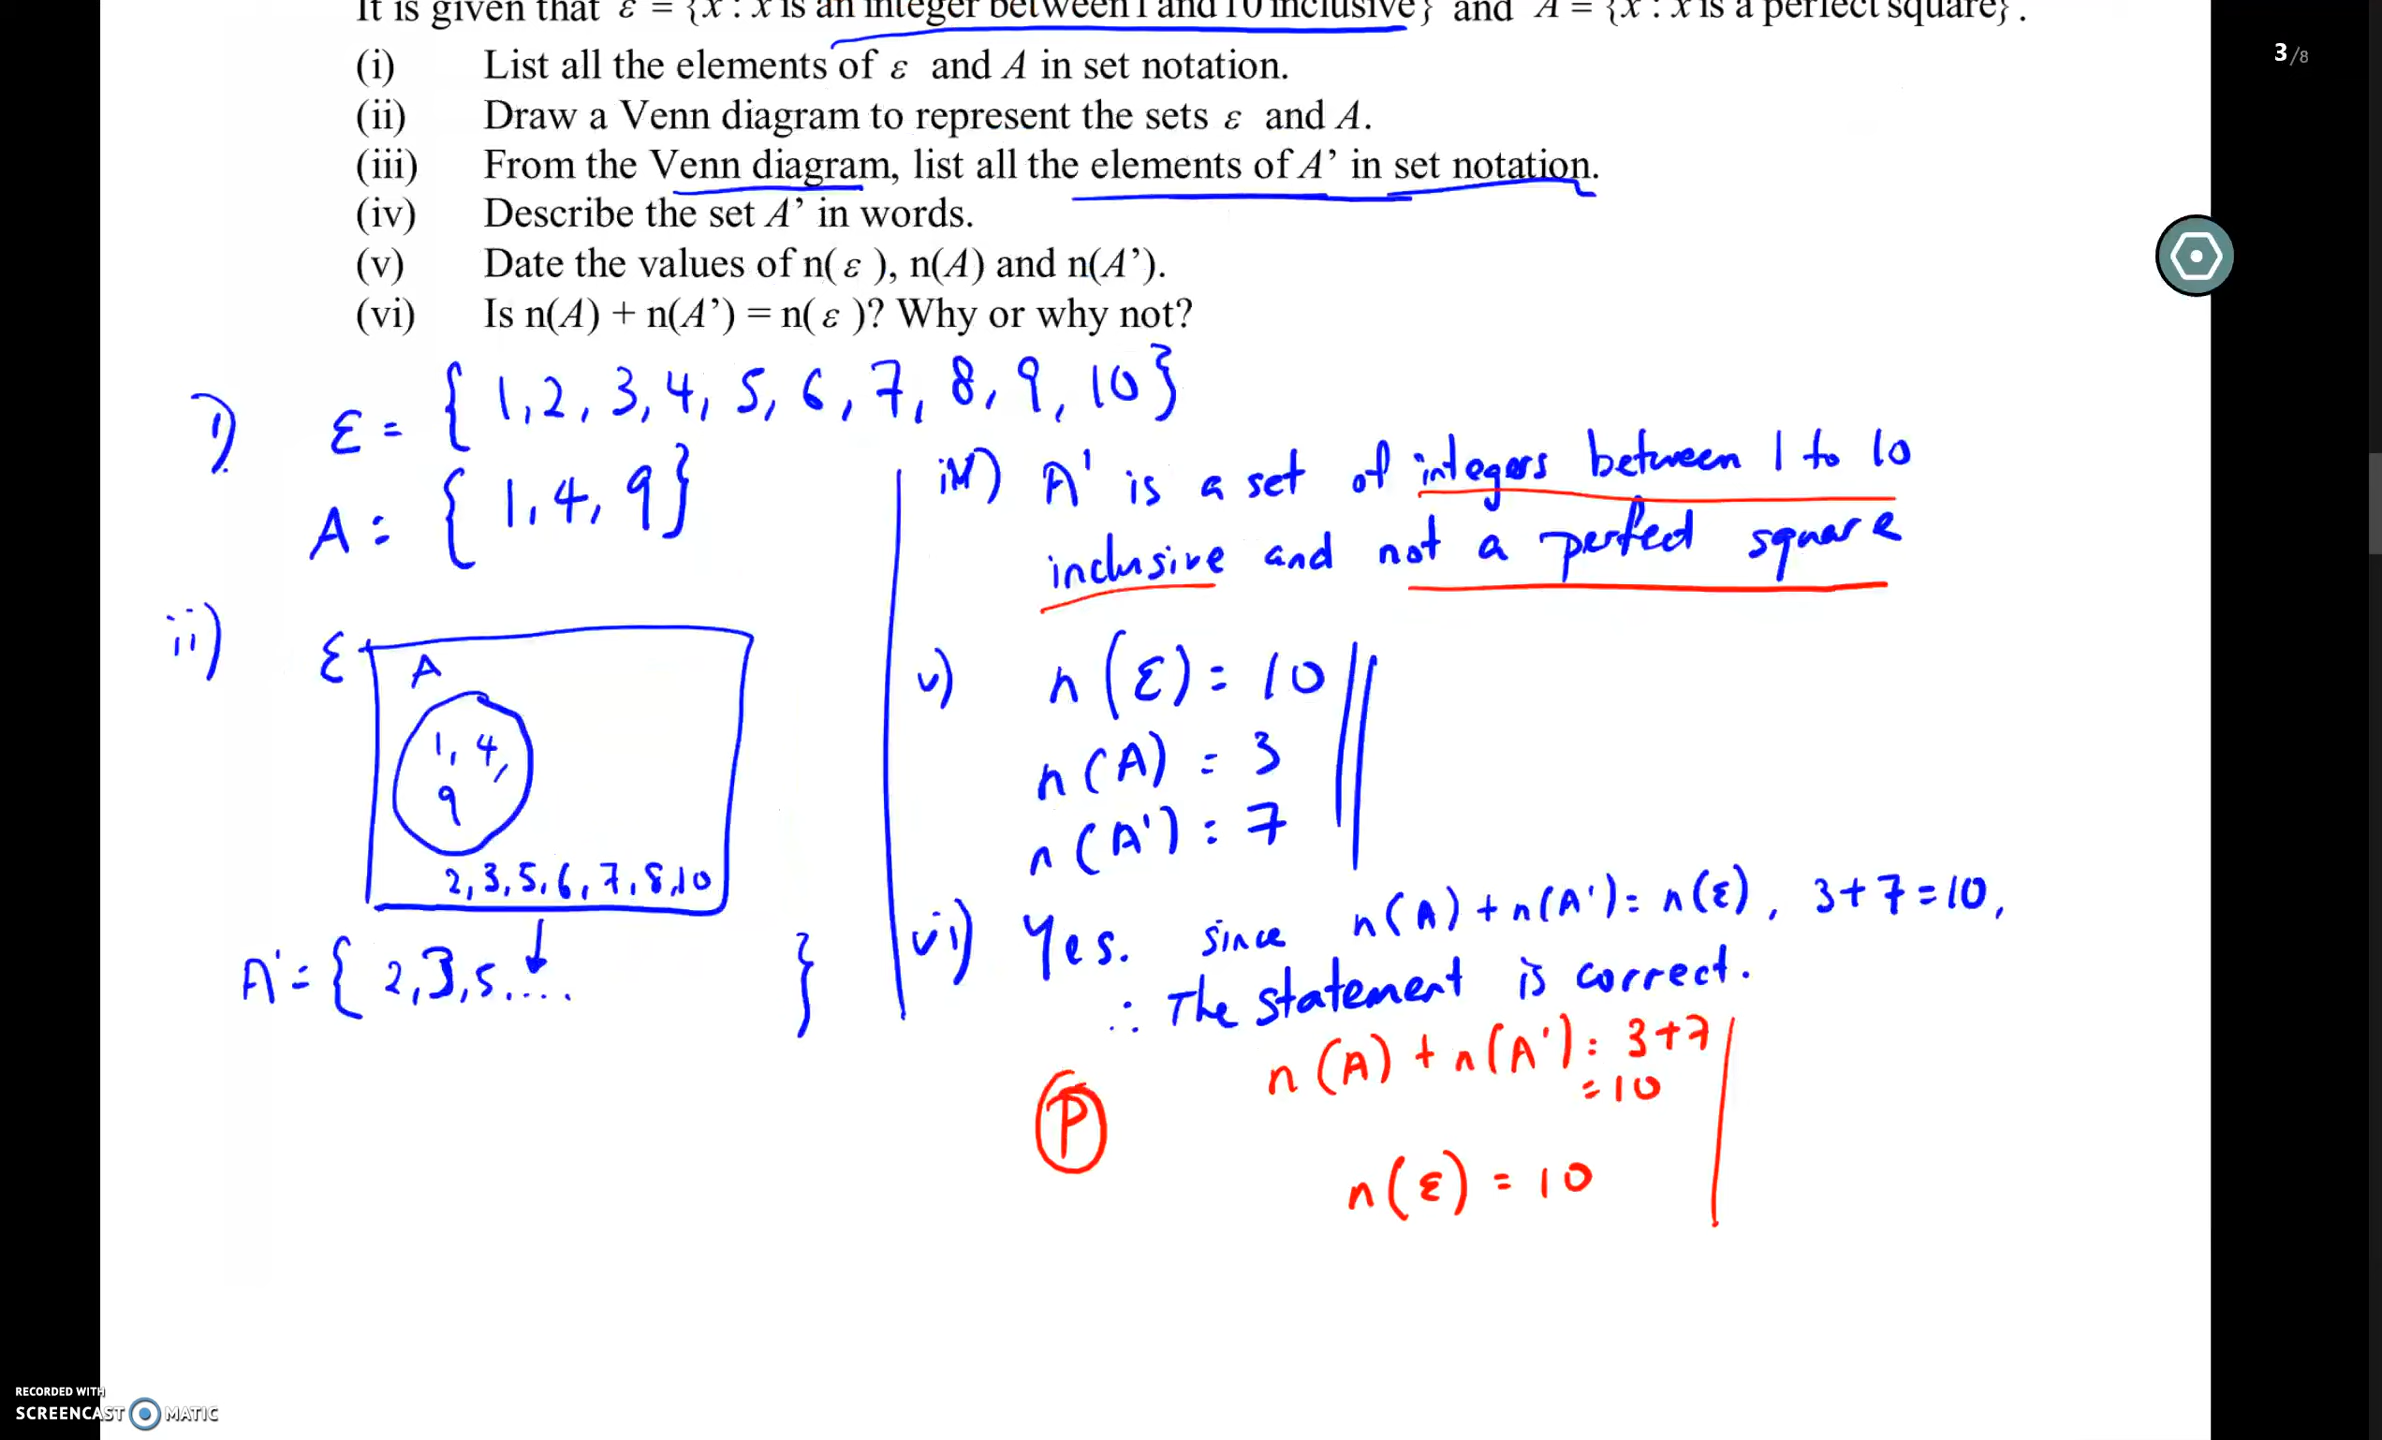 It is given that ε = {x : x is an integer between 1 and 10 inclusive} and A = {x : x is a perfect square}.
3/8
(i) List all the elements of ε and A in set notation.
(ii) Draw a Venn diagram to represent the sets ε and A.
(iii) From the Venn diagram, list all the elements of A’ in set notation.
(iv) Describe the set A’ in words.
(v) Date the values of n( ε ), n(A) and n(A’).
(vi) Is n(A) + n(A’) = n( ε )? Why or why not?
i) ε = { 1, 2, 3, 4, 5, 6, 7, 8, 9, 10 }
A = { 1, 4, 9 }
ii) ε
A
1, 4,
9
2, 3, 5, 6, 7, 8, 10
A' = { 2, 3, 5, .... }
iv) A' is a set of integers between 1 to 10
inclusive and not a perfect square
v) n(ε) = 10
n(A) = 3
n(A') = 7
vi) Yes. since n(A) + n(A') = n(ε), 3+7=10,
∴ The statement is correct.
n(A) + n(A') = 3+7
= 10
P
n(ε) = 10
RECORDED WITH
SCREENCAST MATIC